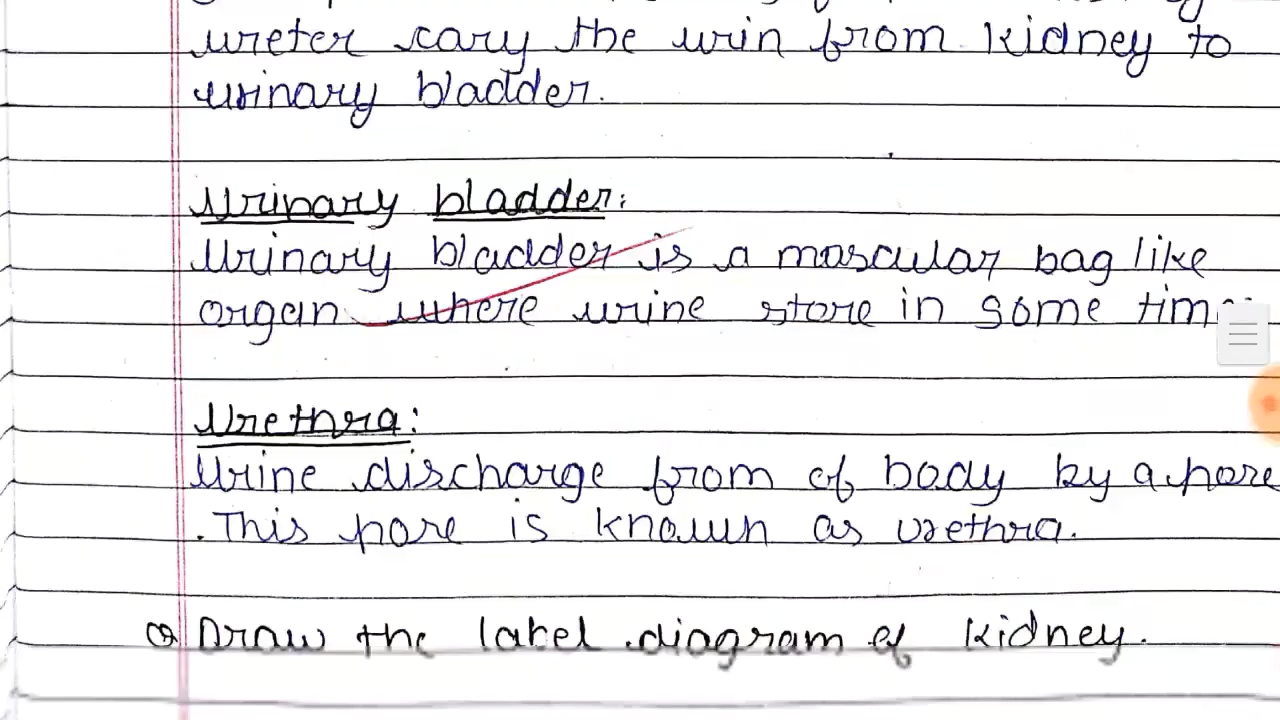 ureter cary the urin from kidney to
urinary bladder.
Urinary bladder:
Urinary bladder is a mascular bag like
organ where urine store in some tim
Urethra:
Urine discharge from of body by a pore
. This pore is known as urethra.
Q Draw the label diagram of kidney.